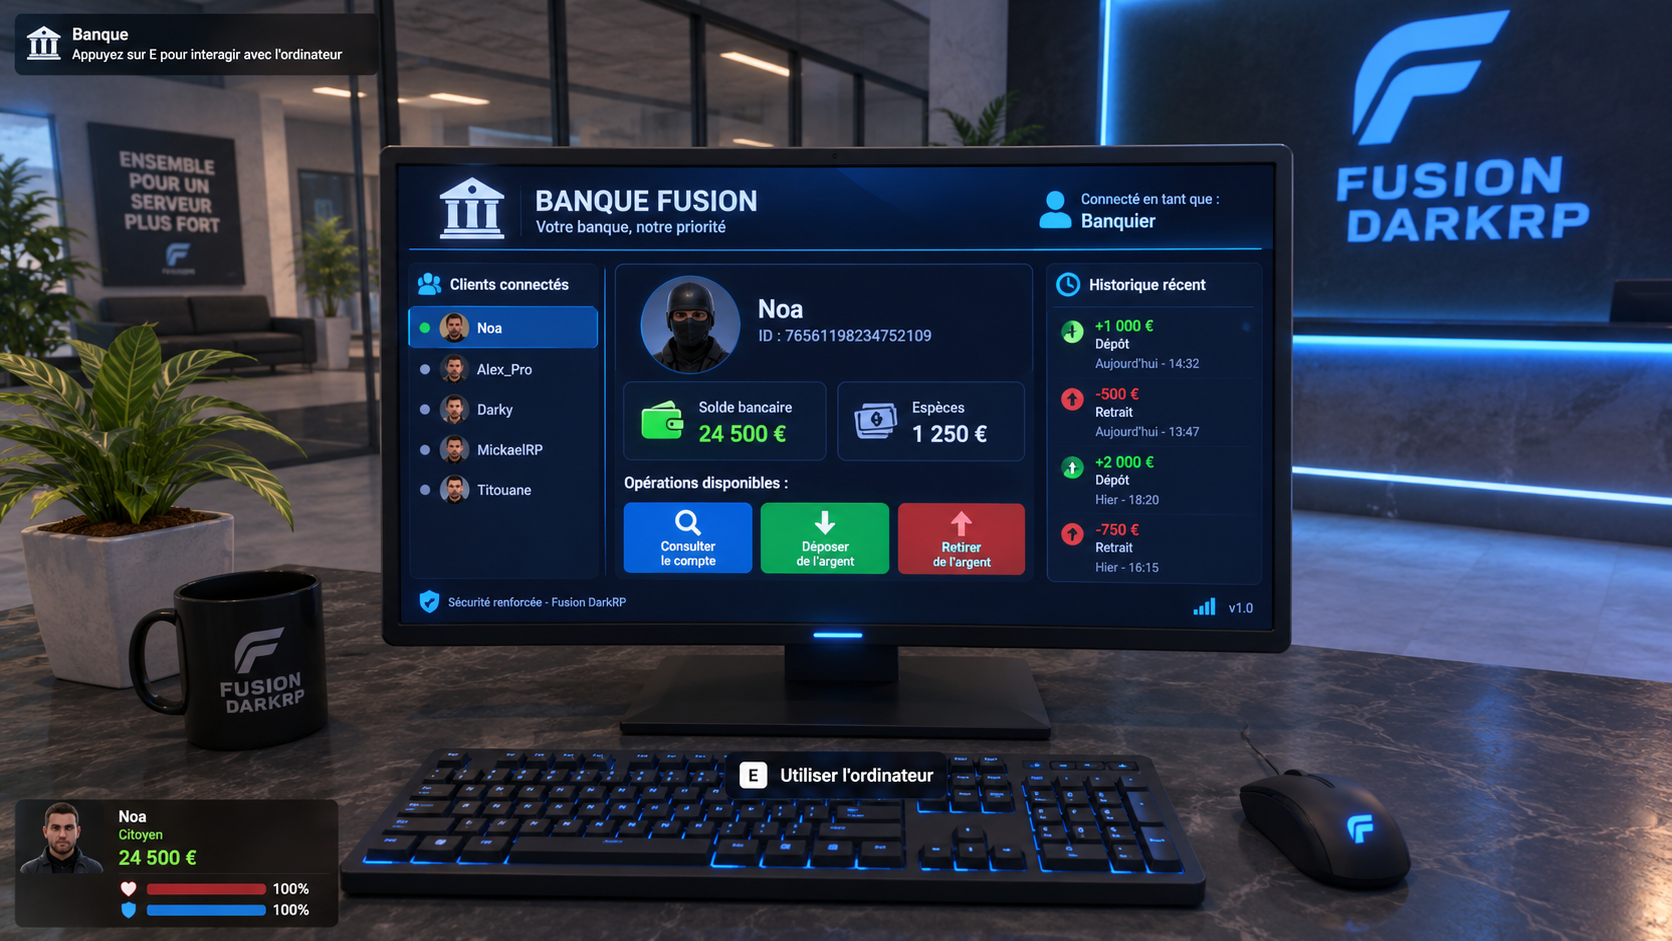 Banque
Appuyez sur E pour interagir avec l'ordinateur
ENSEMBLE
POUR UN
SERVEUR
PLUS FORT
FUSION
DARKRP
BANQUE FUSION
Votre banque, notre priorité
Connecté en tant que :
Banquier
Clients connectés
Noa
Alex_Pro
Darky
MickaelRP
Titouane
Noa
ID : 76561198234752109
Solde bancaire
24 500 €
Espèces
1 250 €
Opérations disponibles :
Consulter
le compte
Déposer
de l'argent
Retirer
de l'argent
Historique récent
+1 000 €
Dépôt
Aujourd'hui - 14:32
-500 €
Retrait
Aujourd'hui - 13:47
+2 000 €
Dépôt
Hier - 18:20
-750 €
Retrait
Hier - 16:15
Sécurité renforcée - Fusion DarkRP
v1.0
FUSION
DARKRP
E Utiliser l'ordinateur
Noa
Citoyen
24 500 €
100%
100%